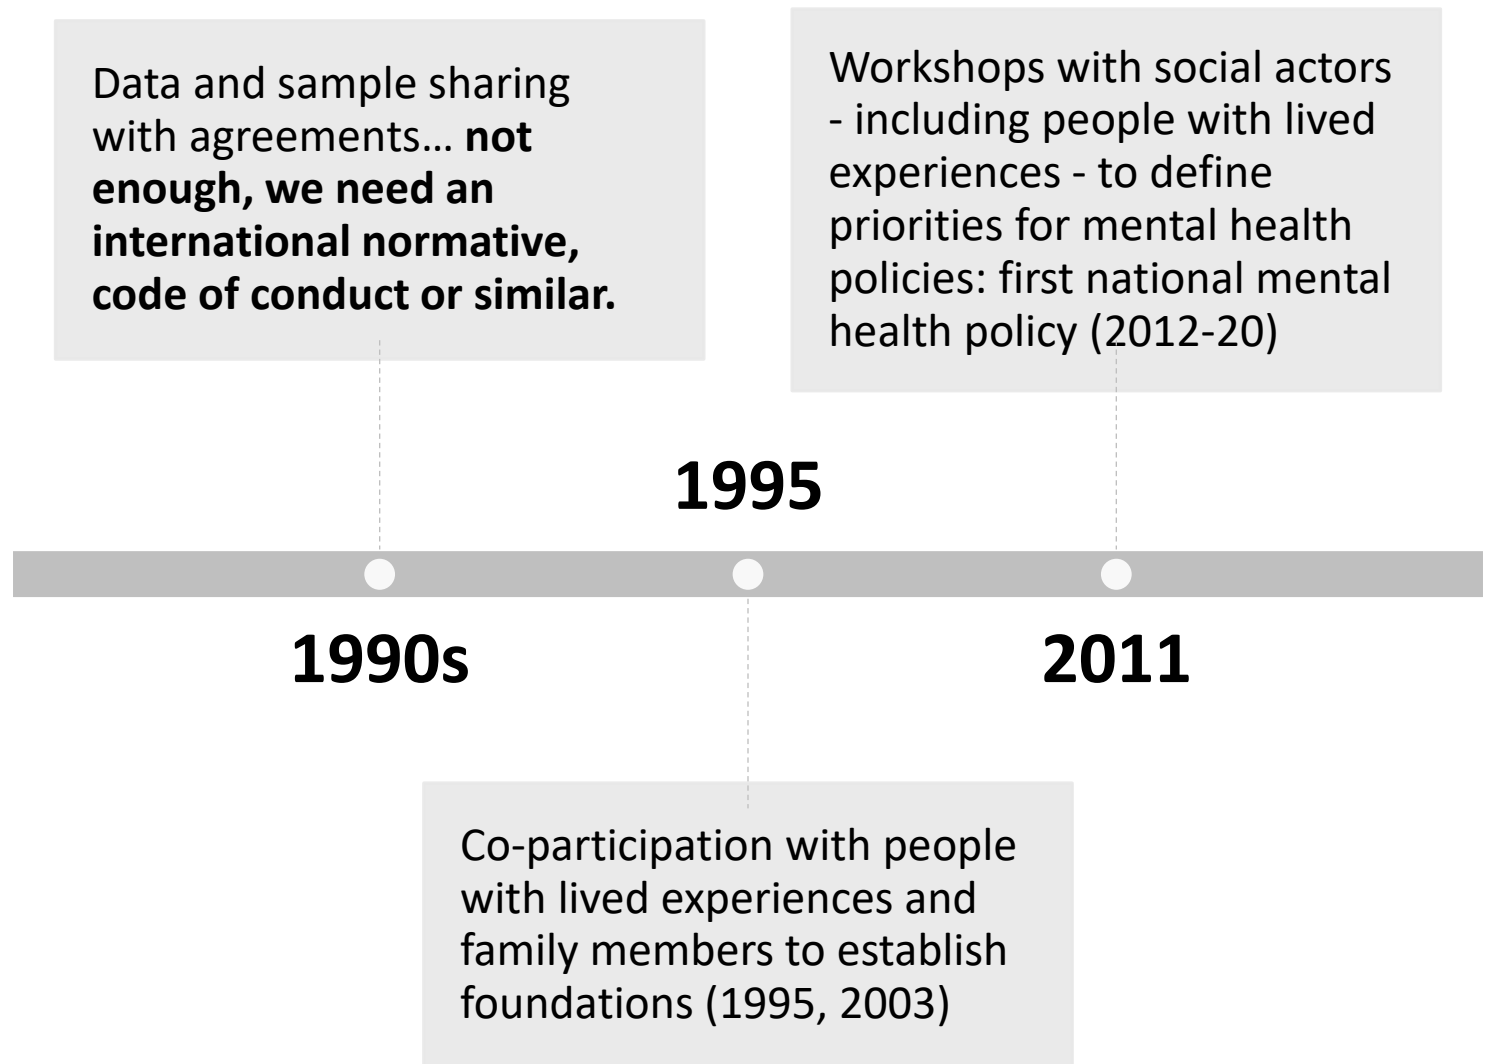 Data and sample sharing
with agreements… not
enough, we need an
international normative,
code of conduct or similar.
Workshops with social actors
- including people with lived
experiences - to define
priorities for mental health
policies: first national mental
health policy (2012-20)
1995
1990s
2011
Co-participation with people
with lived experiences and
family members to establish
foundations (1995, 2003)